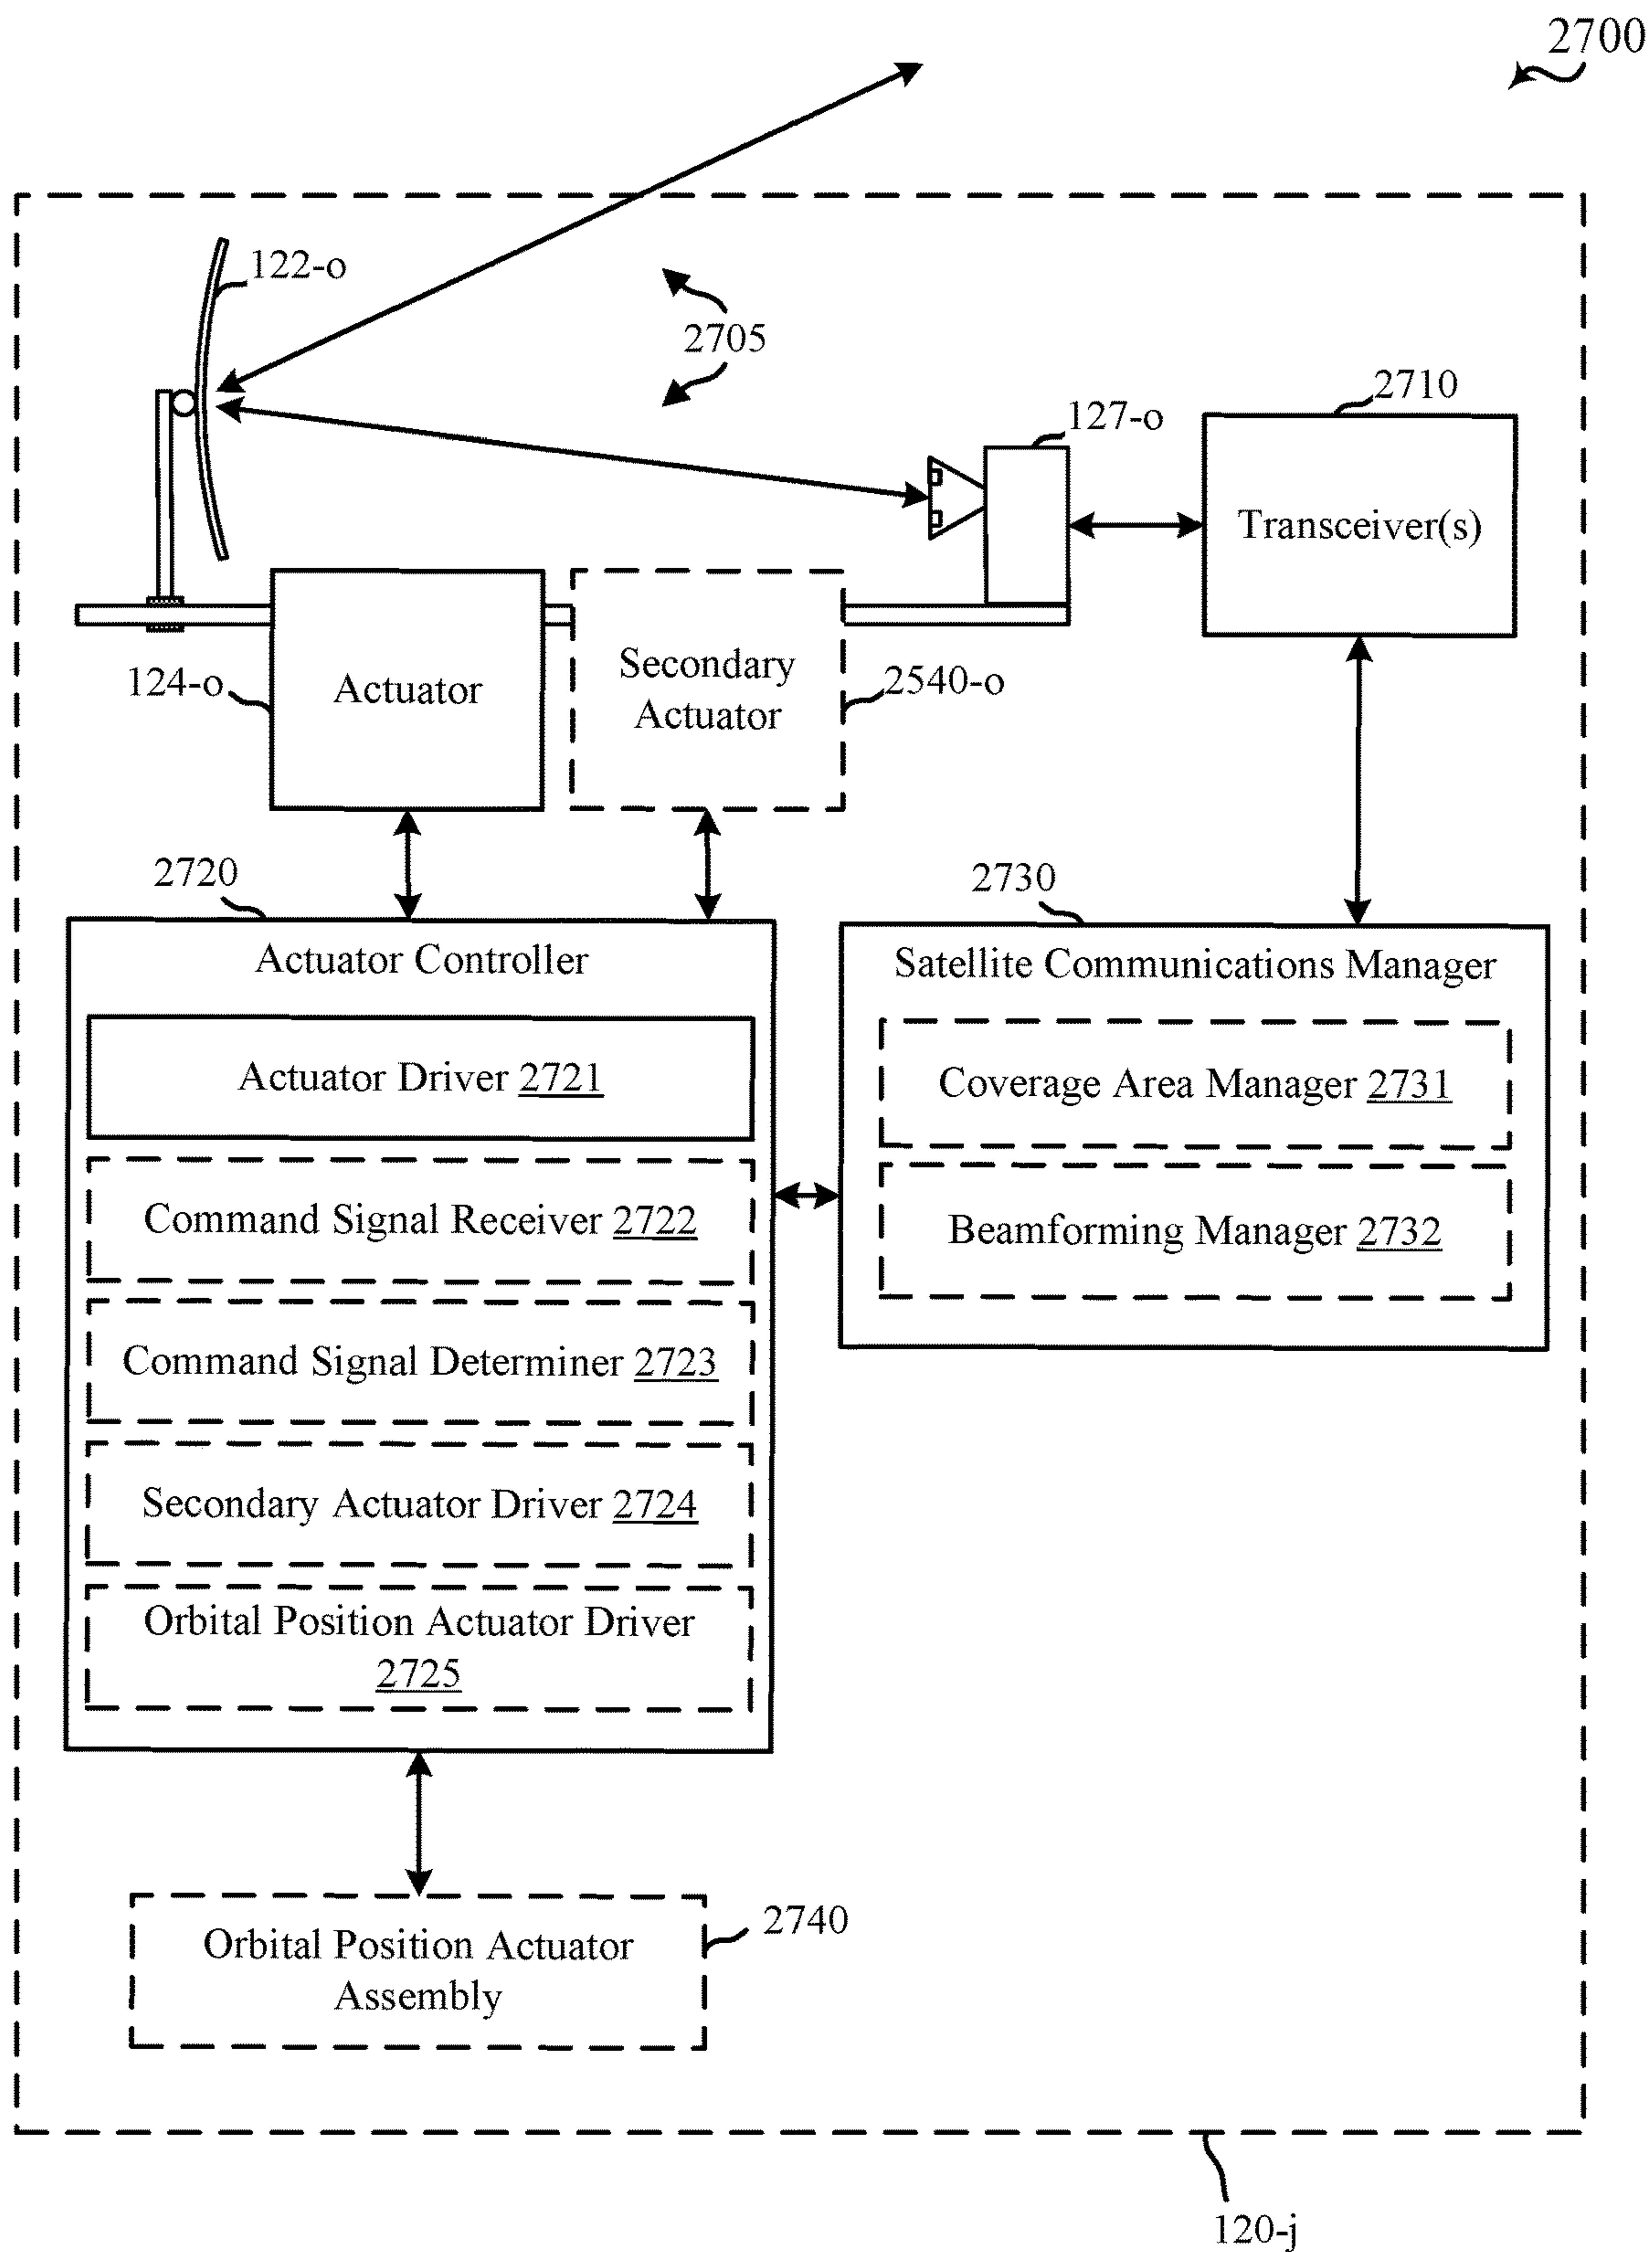 2700
122-o
2705
2710
127-o
Transceiver(s)
124-o
Actuator
Secondary
Actuator
2540-o
2720
2730
Actuator Controller
Satellite Communications Manager
Actuator Driver 2721
Coverage Area Manager 2731
Command Signal Receiver 2722
Beamforming Manager 2732
Command Signal Determiner 2723
Secondary Actuator Driver 2724
Orbital Position Actuator Driver
2725
2740
Orbital Position Actuator
Assembly
120-j